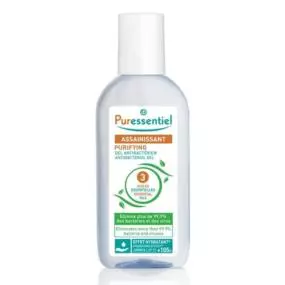 Puressentiel
ASSAINISSANT
PURIFYING
GEL ANTIBACTÉRIEN
ANTIBACTERIAL GEL
3
HUILES
ESSENTIELLES
ESSENTIAL
OILS
Élimine plus de 99,9%
des bactéries et des virus
Eliminates more than 99.9%
bacteria and viruses
EFFET HYDRATANT*